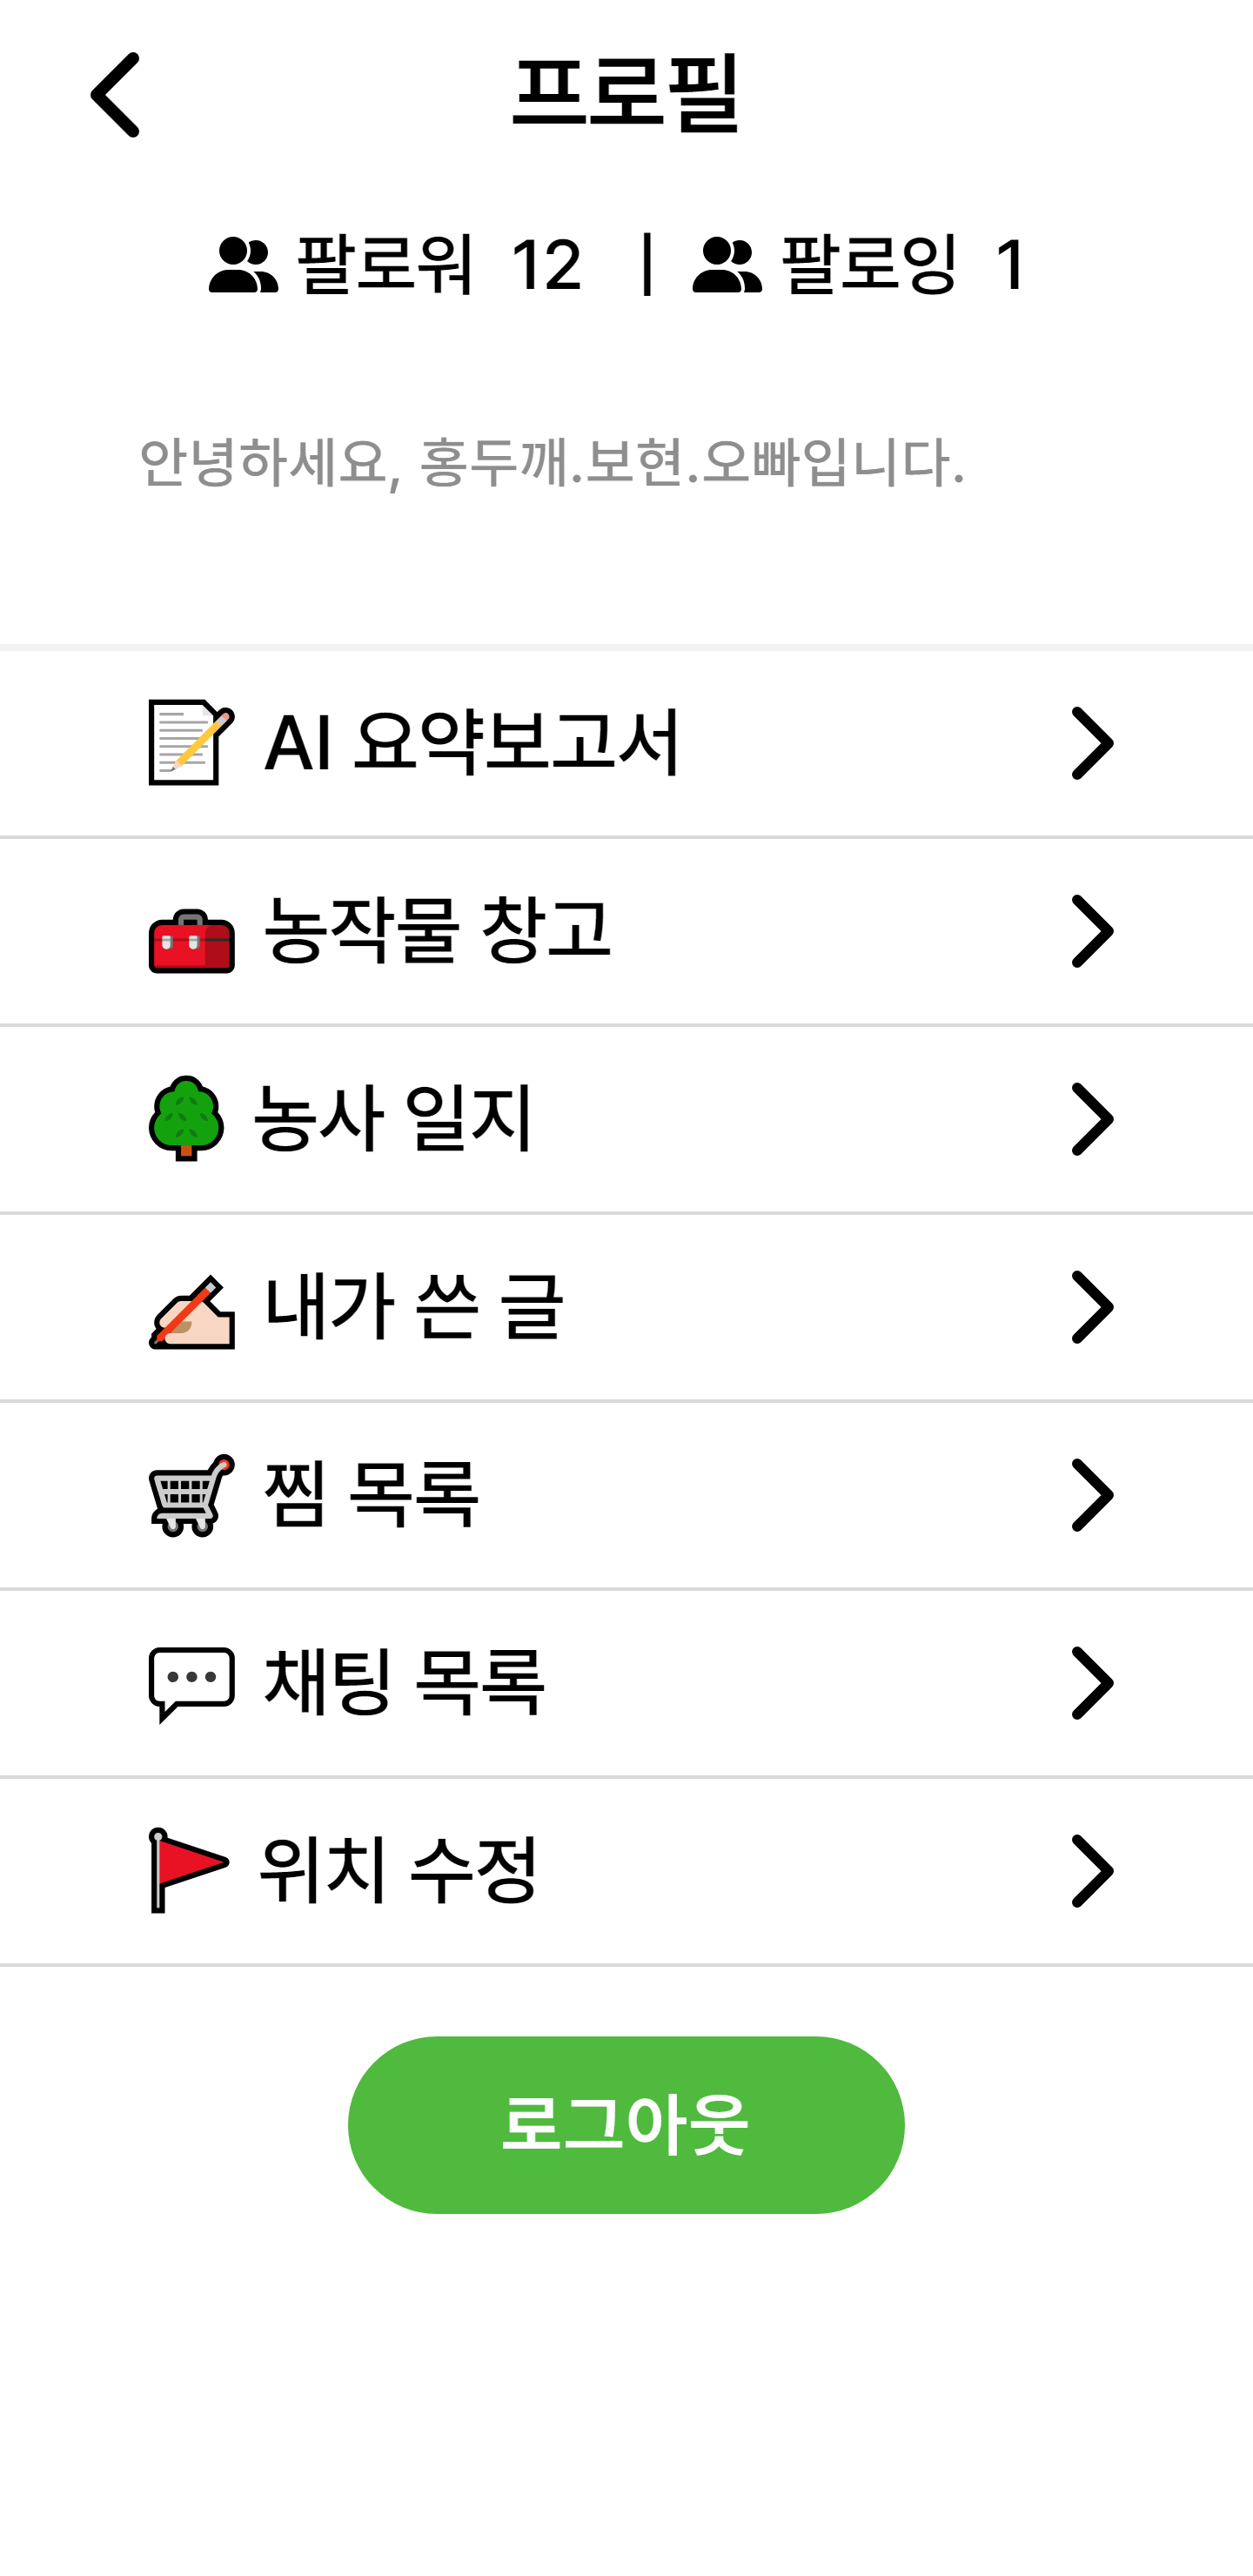 프로필
팔로워 12 | 팔로잉 1
안녕하세요, 홍두깨.보현.오빠입니다.
AI 요약보고서
농작물 창고
농사 일지
내가 쓴 글
찜 목록
채팅 목록
위치 수정
로그아웃